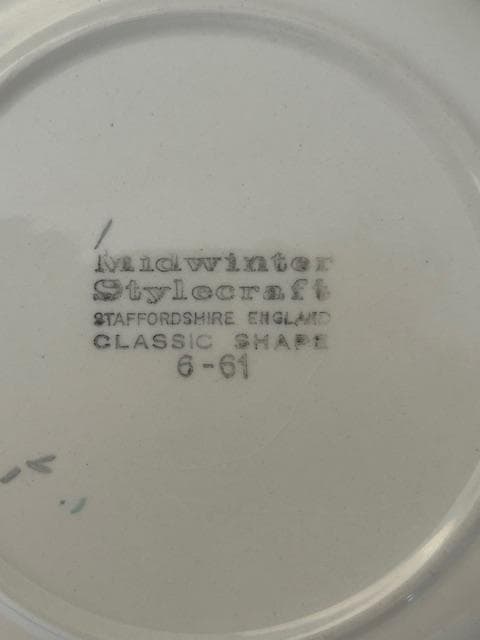 Midwinter
Stylecraft
STAFFORDSHIRE ENGLAND
CLASSIC SHAPE
6-61